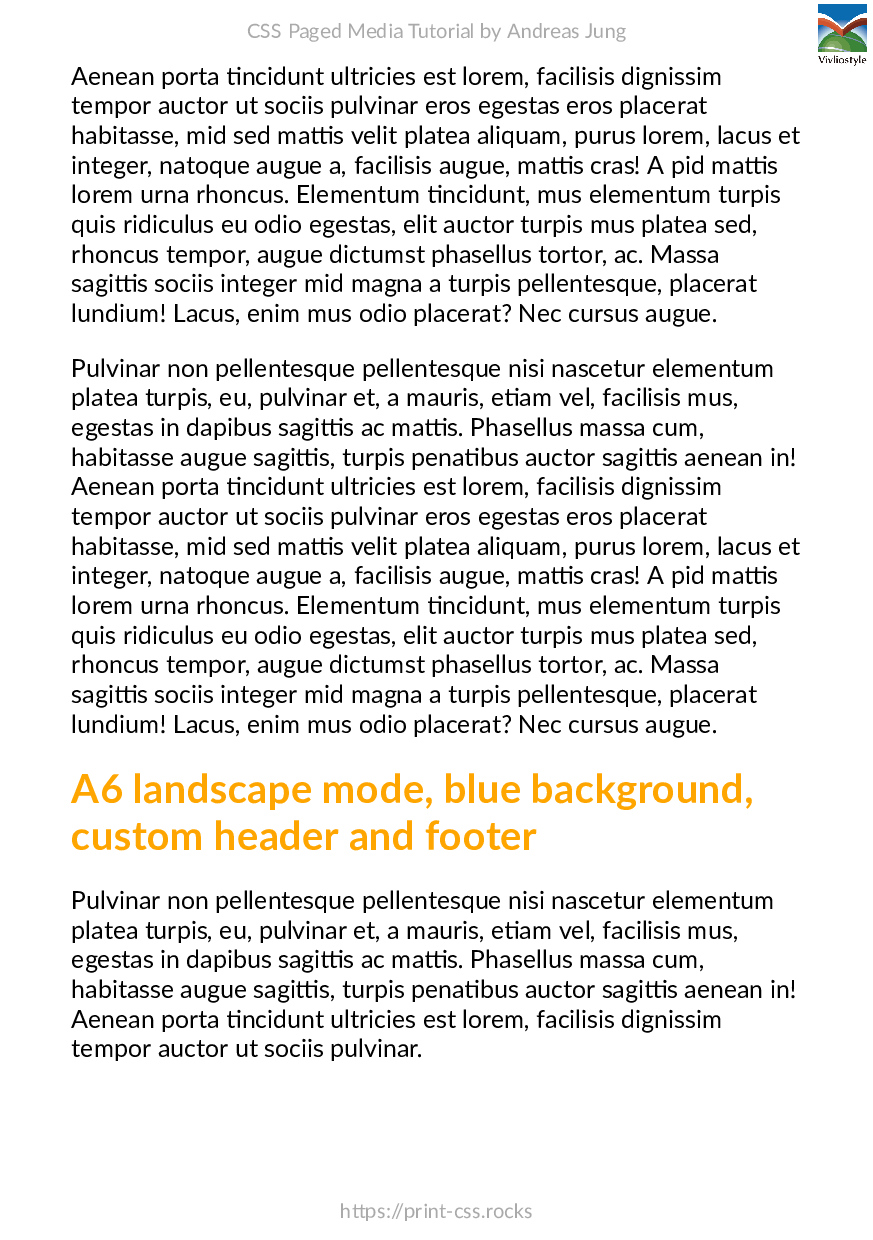 CSS Paged Media Tutorial by Andreas Jung
Vivliostyle
Aenean porta tincidunt ultricies est lorem, facilisis dignissim
tempor auctor ut sociis pulvinar eros egestas eros placerat
habitasse, mid sed mattis velit platea aliquam, purus lorem, lacus et
integer, natoque augue a, facilisis augue, mattis cras! A pid mattis
lorem urna rhoncus. Elementum tincidunt, mus elementum turpis
quis ridiculus eu odio egestas, elit auctor turpis mus platea sed,
rhoncus tempor, augue dictumst phasellus tortor, ac. Massa
sagittis sociis integer mid magna a turpis pellentesque, placerat
lundium! Lacus, enim mus odio placerat? Nec cursus augue.
Pulvinar non pellentesque pellentesque nisi nascetur elementum
platea turpis, eu, pulvinar et, a mauris, etiam vel, facilisis mus,
egestas in dapibus sagittis ac mattis. Phasellus massa cum,
habitasse augue sagittis, turpis penatibus auctor sagittis aenean in!
Aenean porta tincidunt ultricies est lorem, facilisis dignissim
tempor auctor ut sociis pulvinar eros egestas eros placerat
habitasse, mid sed mattis velit platea aliquam, purus lorem, lacus et
integer, natoque augue a, facilisis augue, mattis cras! A pid mattis
lorem urna rhoncus. Elementum tincidunt, mus elementum turpis
quis ridiculus eu odio egestas, elit auctor turpis mus platea sed,
rhoncus tempor, augue dictumst phasellus tortor, ac. Massa
sagittis sociis integer mid magna a turpis pellentesque, placerat
lundium! Lacus, enim mus odio placerat? Nec cursus augue.
A6 landscape mode, blue background,
custom header and footer
Pulvinar non pellentesque pellentesque nisi nascetur elementum
platea turpis, eu, pulvinar et, a mauris, etiam vel, facilisis mus,
egestas in dapibus sagittis ac mattis. Phasellus massa cum,
habitasse augue sagittis, turpis penatibus auctor sagittis aenean in!
Aenean porta tincidunt ultricies est lorem, facilisis dignissim
tempor auctor ut sociis pulvinar.
https://print-css.rocks